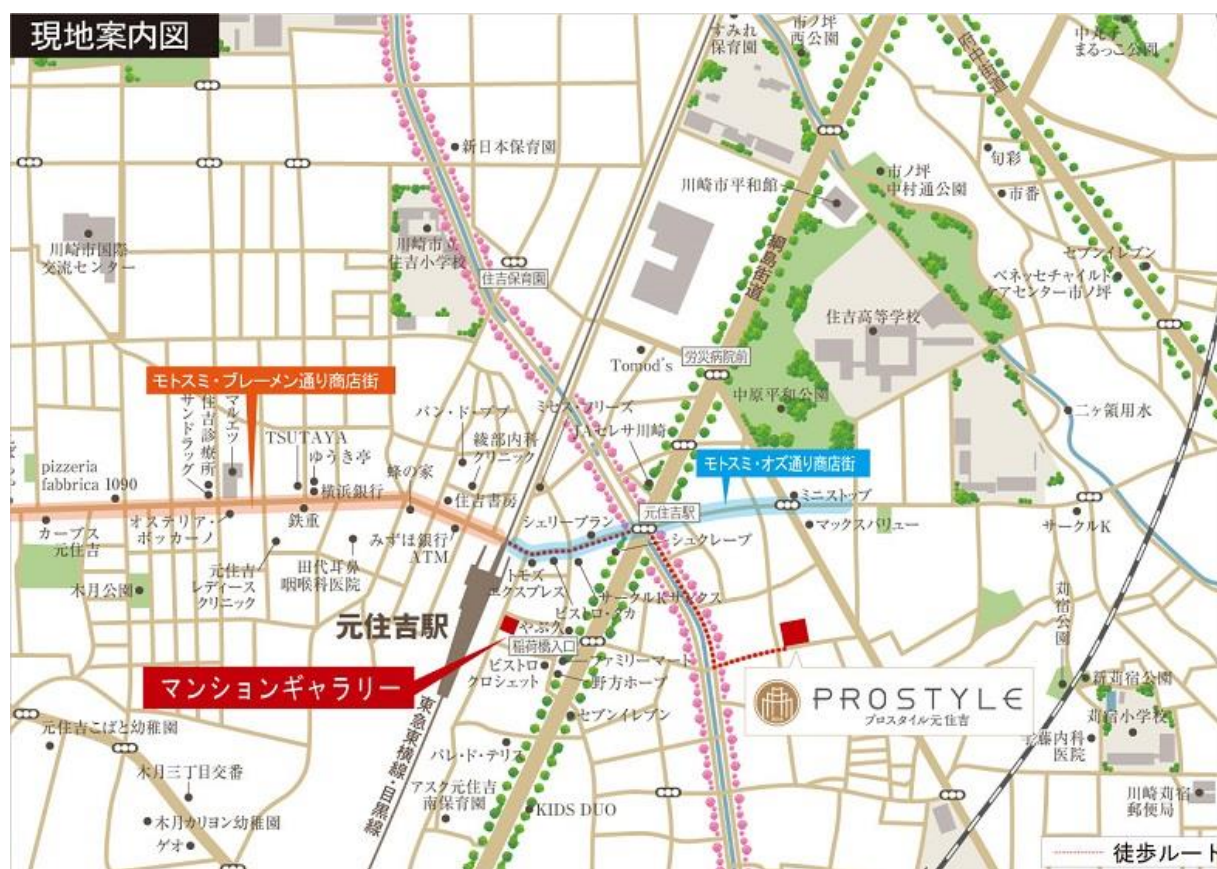 現地案内図
すみれ
保育園
市ノ坪
西公園
府中街道
中丸子
まるっこ公園
新日本保育園
川崎市平和館
市ノ坪
中村通公園
旬彩
市番
川崎市国際
交流センター
川崎市立
住吉小学校
住吉保育園
綱島街道
セブンイレブン
ベネッセチャイルド
ケアセンター市ノ坪
住吉高等学校
労災病院前
Tomod's
モトスミ・ブレーメン通り商店街
中原平和公園
二ヶ領用水
パン・ド・ププ
ミセス・フリーズ
JAセレサ川崎
綾部内科
クリニック
モトスミ・オズ通り商店街
サンドラッグ
住吉診療所
マルエツ
TSUTAYA
ゆうき亭
横浜銀行
蜂の家
住吉書房
pizzeria
fabbrica 1090
ミニストップ
元住吉駅
カーブス
元住吉
オステリア・
ボッカーノ
鉄重
みずほ銀行
ATM
シェリーブラン
シュクレーブ
マックスバリュー
サークルK
元住吉
レディース
クリニック
田代耳鼻
咽喉科医院
木月公園
トモズ
エクスプレス
サークルKサンクス
元住吉駅
やぶ久
稲荷橋入口
ファミリーマート
苅宿公園
マンションギャラリー
ビストロ
クロシェット
野方ホープ
PROSTYLE
プロスタイル元住吉
新苅宿公園
苅宿小学校
セブンイレブン
東急東横線・目黒線
元住吉こばと幼稚園
パレ・ド・テリス
内科
医院
木月三丁目交番
アスク元住吉
南保育園
KIDS DUO
川崎苅宿
郵便局
木月カリヨン幼稚園
ゲオ
徒歩ルート